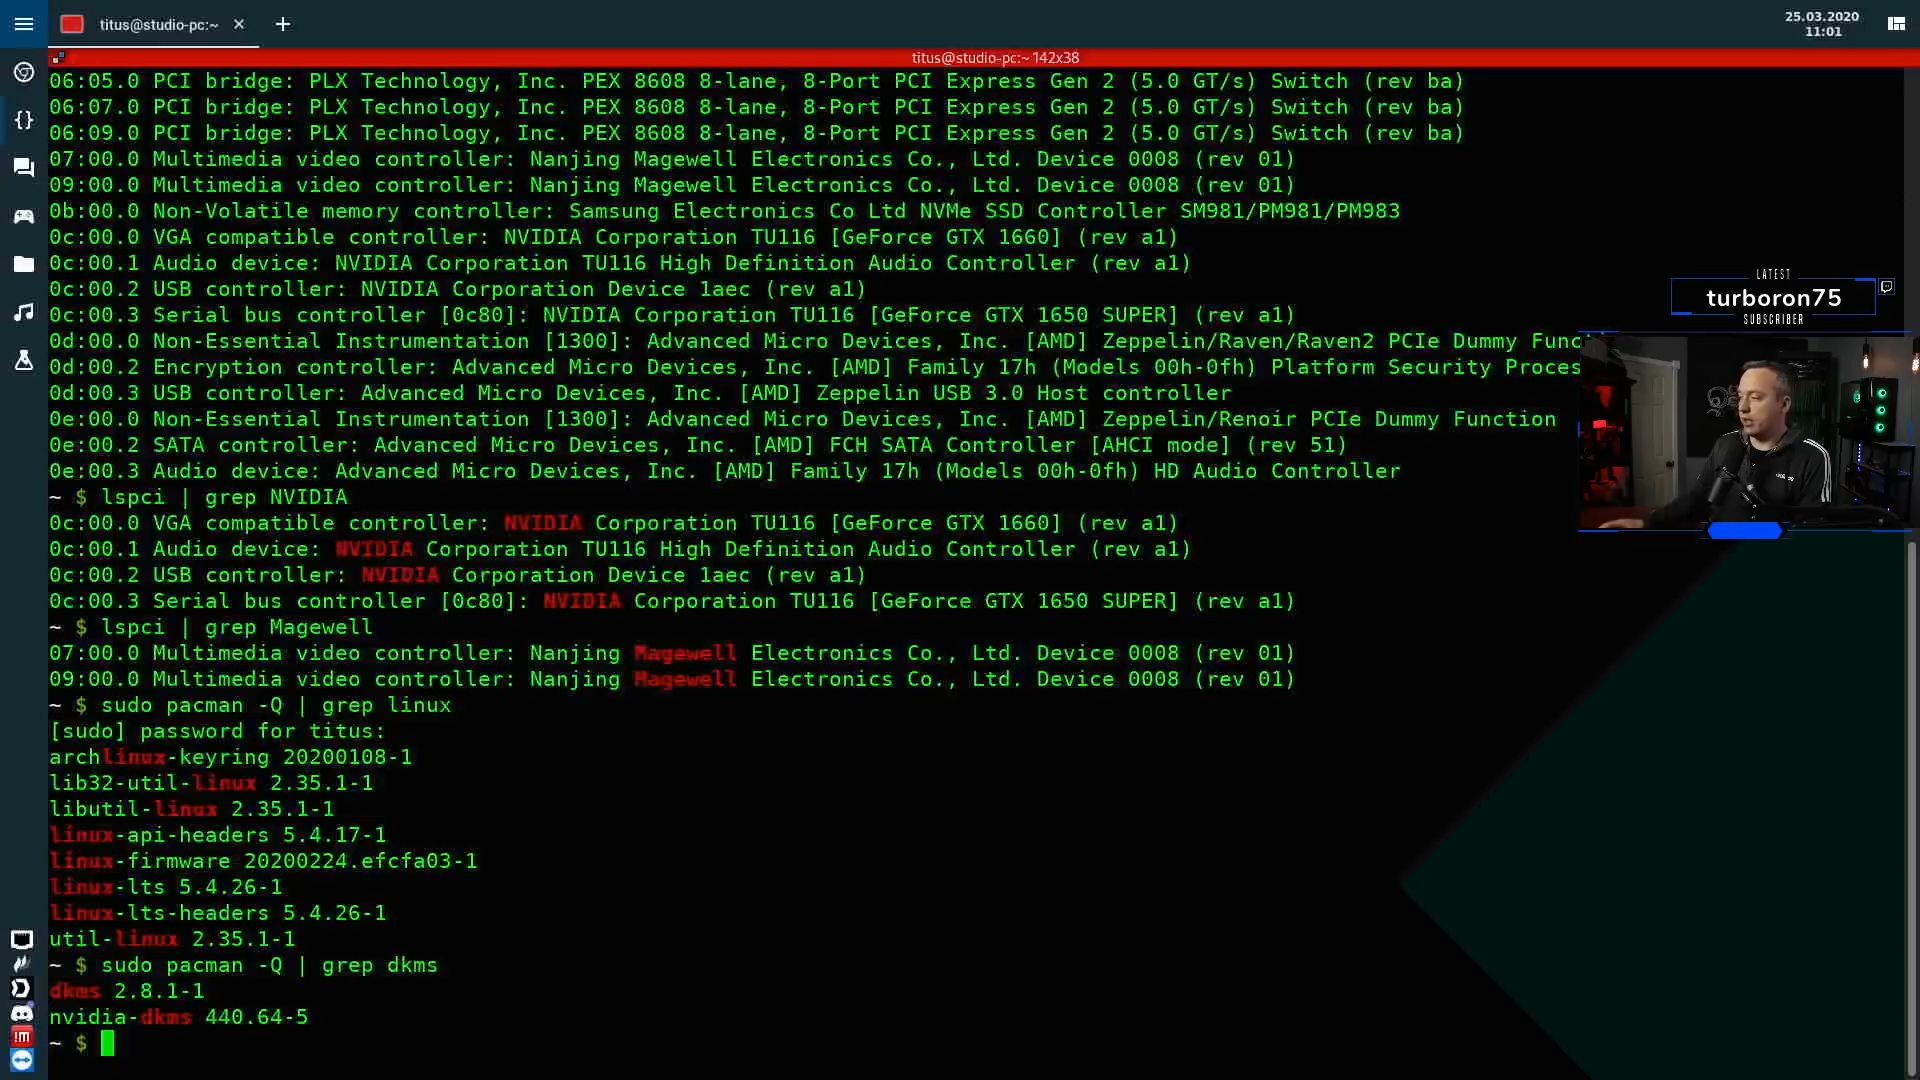 titus@studio-pc:~
25.03.2020
11:01
titus@studio-pc:~ 142x38
06:05.0 PCI bridge: PLX Technology, Inc. PEX 8608 8-lane, 8-Port PCI Express Gen 2 (5.0 GT/s) Switch (rev ba)
06:07.0 PCI bridge: PLX Technology, Inc. PEX 8608 8-lane, 8-Port PCI Express Gen 2 (5.0 GT/s) Switch (rev ba)
06:09.0 PCI bridge: PLX Technology, Inc. PEX 8608 8-lane, 8-Port PCI Express Gen 2 (5.0 GT/s) Switch (rev ba)
07:00.0 Multimedia video controller: Nanjing Magewell Electronics Co., Ltd. Device 0008 (rev 01)
09:00.0 Multimedia video controller: Nanjing Magewell Electronics Co., Ltd. Device 0008 (rev 01)
0b:00.0 Non-Volatile memory controller: Samsung Electronics Co Ltd NVMe SSD Controller SM981/PM981/PM983
0c:00.0 VGA compatible controller: NVIDIA Corporation TU116 [GeForce GTX 1660] (rev a1)
0c:00.1 Audio device: NVIDIA Corporation TU116 High Definition Audio Controller (rev a1)
0c:00.2 USB controller: NVIDIA Corporation Device 1aec (rev a1)
0c:00.3 Serial bus controller [0c80]: NVIDIA Corporation TU116 [GeForce GTX 1650 SUPER] (rev a1)
0d:00.0 Non-Essential Instrumentation [1300]: Advanced Micro Devices, Inc. [AMD] Zeppelin/Raven/Raven2 PCIe Dummy Func
0d:00.2 Encryption controller: Advanced Micro Devices, Inc. [AMD] Family 17h (Models 00h-0fh) Platform Security Proces
0d:00.3 USB controller: Advanced Micro Devices, Inc. [AMD] Zeppelin USB 3.0 Host controller
0e:00.0 Non-Essential Instrumentation [1300]: Advanced Micro Devices, Inc. [AMD] Zeppelin/Renoir PCIe Dummy Function
0e:00.2 SATA controller: Advanced Micro Devices, Inc. [AMD] FCH SATA Controller [AHCI mode] (rev 51)
0e:00.3 Audio device: Advanced Micro Devices, Inc. [AMD] Family 17h (Models 00h-0fh) HD Audio Controller
~ $ lspci | grep NVIDIA
0c:00.0 VGA compatible controller: NVIDIA Corporation TU116 [GeForce GTX 1660] (rev a1)
0c:00.1 Audio device: NVIDIA Corporation TU116 High Definition Audio Controller (rev a1)
0c:00.2 USB controller: NVIDIA Corporation Device 1aec (rev a1)
0c:00.3 Serial bus controller [0c80]: NVIDIA Corporation TU116 [GeForce GTX 1650 SUPER] (rev a1)
~ $ lspci | grep Magewell
07:00.0 Multimedia video controller: Nanjing Magewell Electronics Co., Ltd. Device 0008 (rev 01)
09:00.0 Multimedia video controller: Nanjing Magewell Electronics Co., Ltd. Device 0008 (rev 01)
~ $ sudo pacman -Q | grep linux
[sudo] password for titus:
archlinux-keyring 20200108-1
lib32-util-linux 2.35.1-1
libutil-linux 2.35.1-1
linux-api-headers 5.4.17-1
linux-firmware 20200224.efcfa03-1
linux-lts 5.4.26-1
linux-lts-headers 5.4.26-1
util-linux 2.35.1-1
~ $ sudo pacman -Q | grep dkms
dkms 2.8.1-1
nvidia-dkms 440.64-5
~ $
LATEST
turboron75
SUBSCRIBER
!m